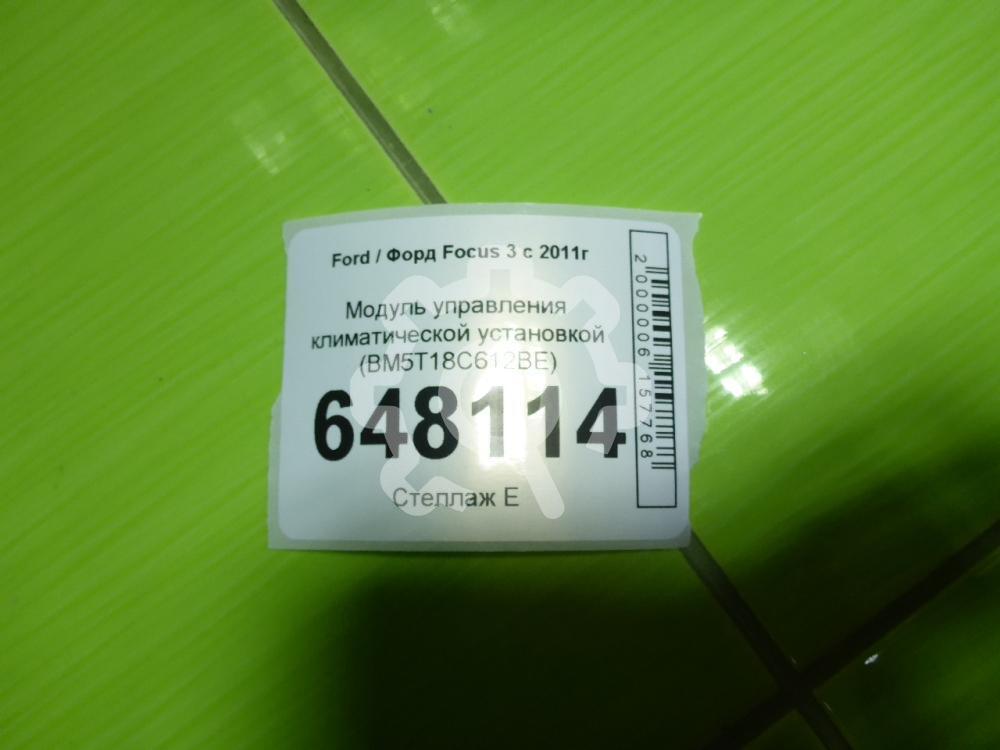 Ford / Форд Focus 3 с 2011г
Модуль управления
климатической установкой
(BM5T18C612BE)
648114
Стеллаж Е
2000006157768